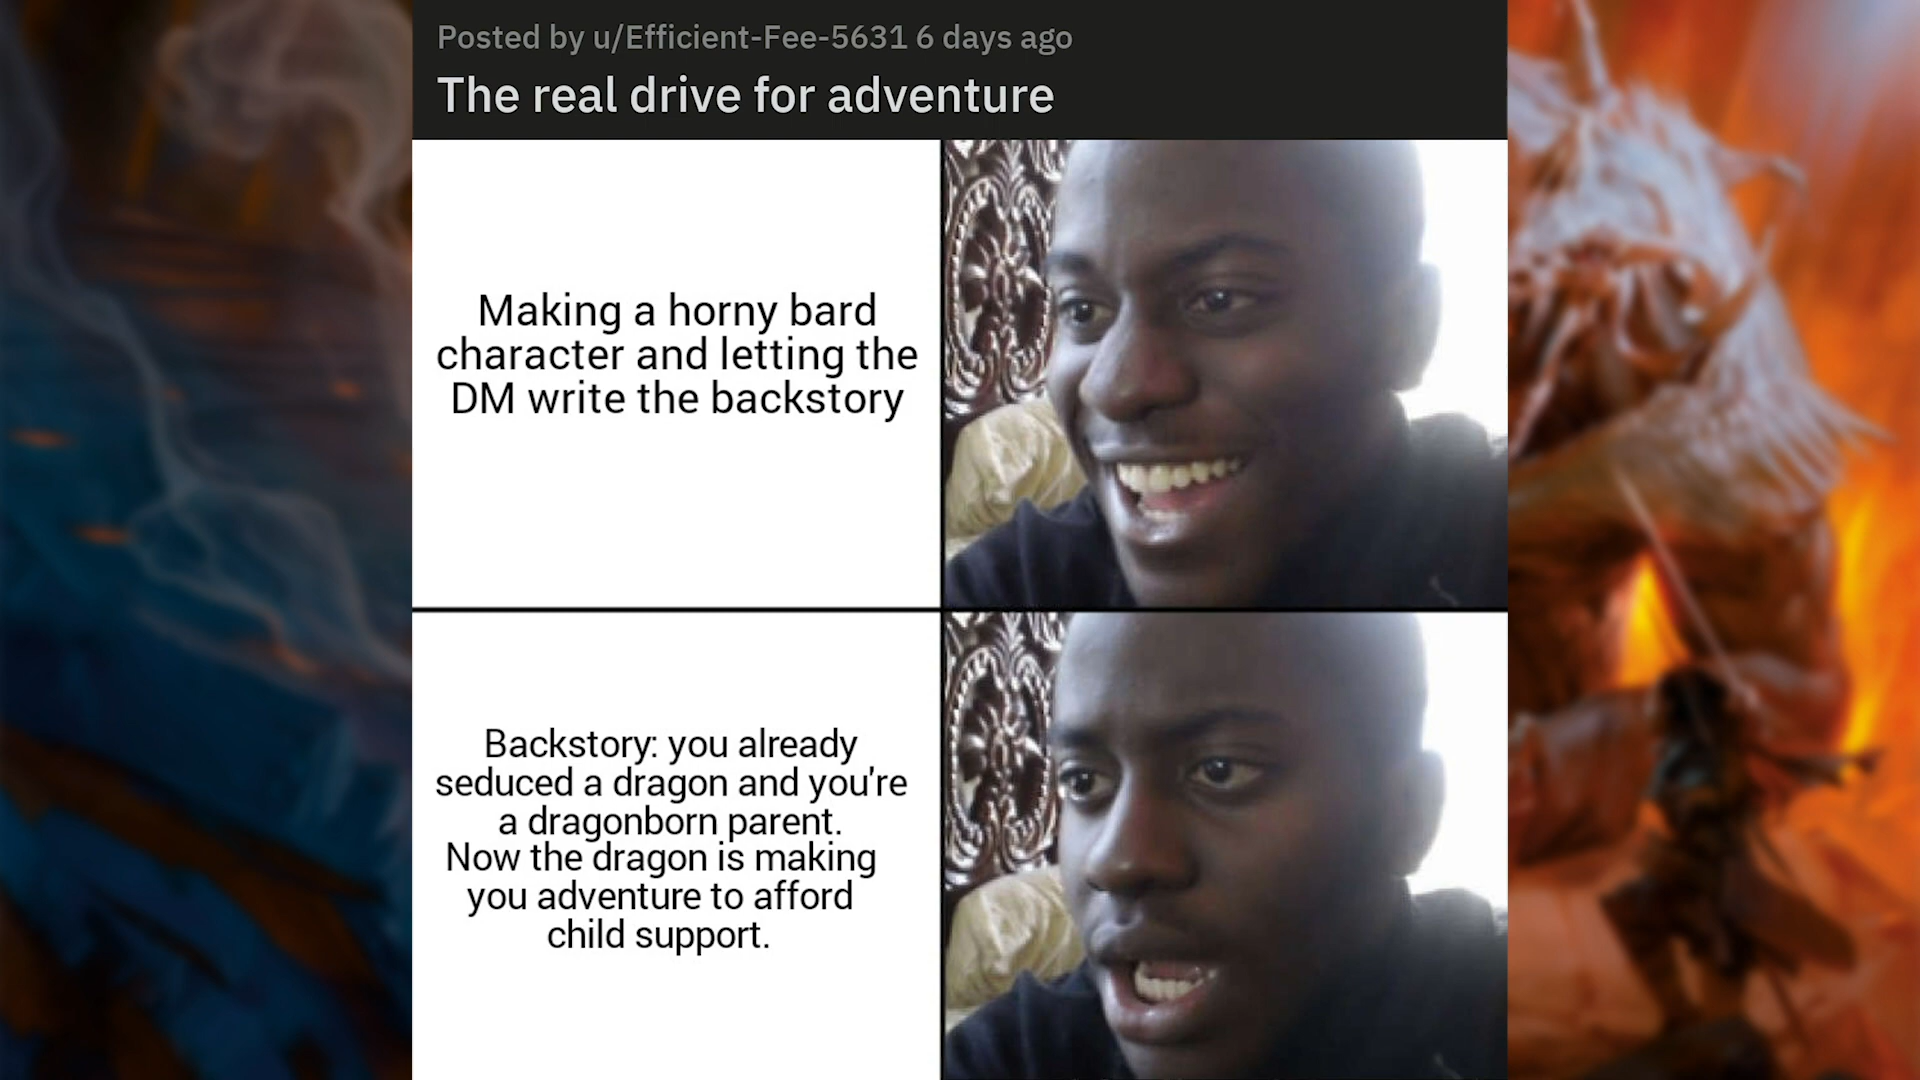 Posted by u/Efficient-Fee-5631 6 days ago
The real drive for adventure
Making a horny bard
character and letting the
DM write the backstory
Backstory: you already
seduced a dragon and you're
a dragonborn parent.
Now the dragon is making
you adventure to afford
child support.